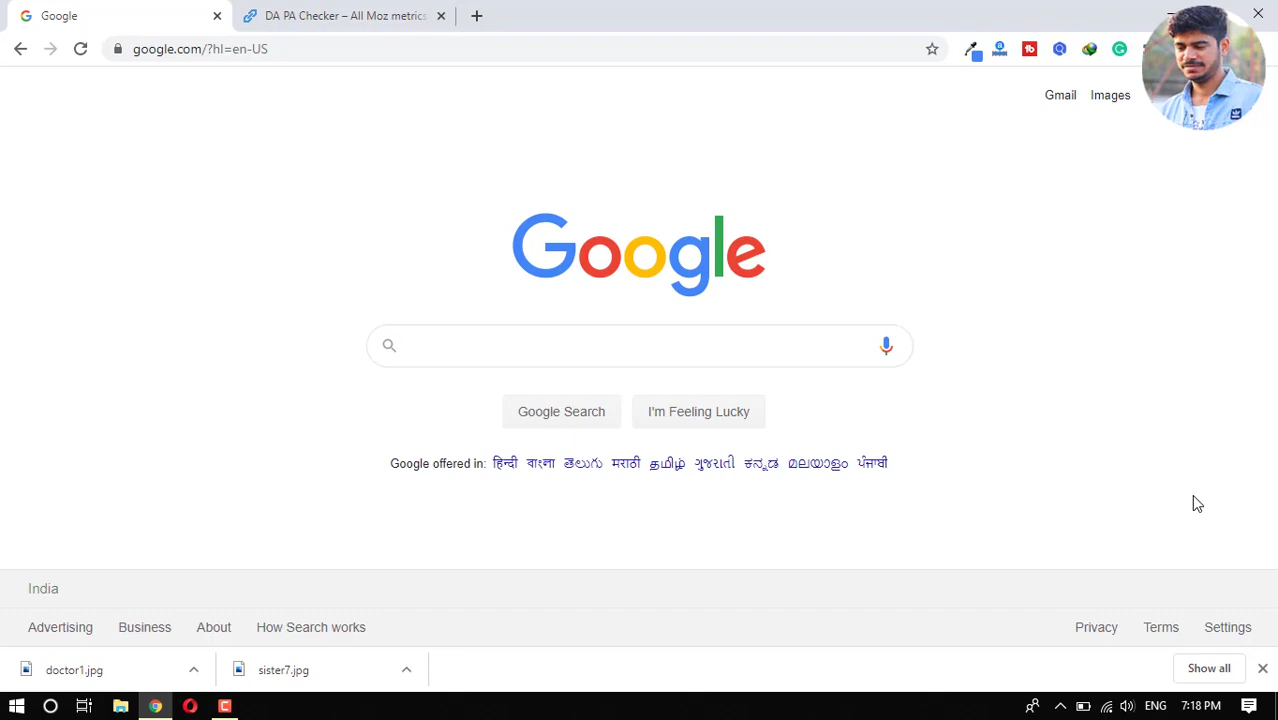 Google
DA PA Checker – All Moz metrics
google.com/?hl=en-US
Gmail Images
Google
Google Search I'm Feeling Lucky
Google offered in: हिन्दी বাংলা తెలుగు मराठी தமிழ் ગુજરાતી ಕನ್ನಡ മലയാളം ਪੰਜਾਬੀ
India
Advertising Business About How Search works Privacy Terms Settings
doctor1.jpg sister7.jpg Show all
ENG 7:18 PM